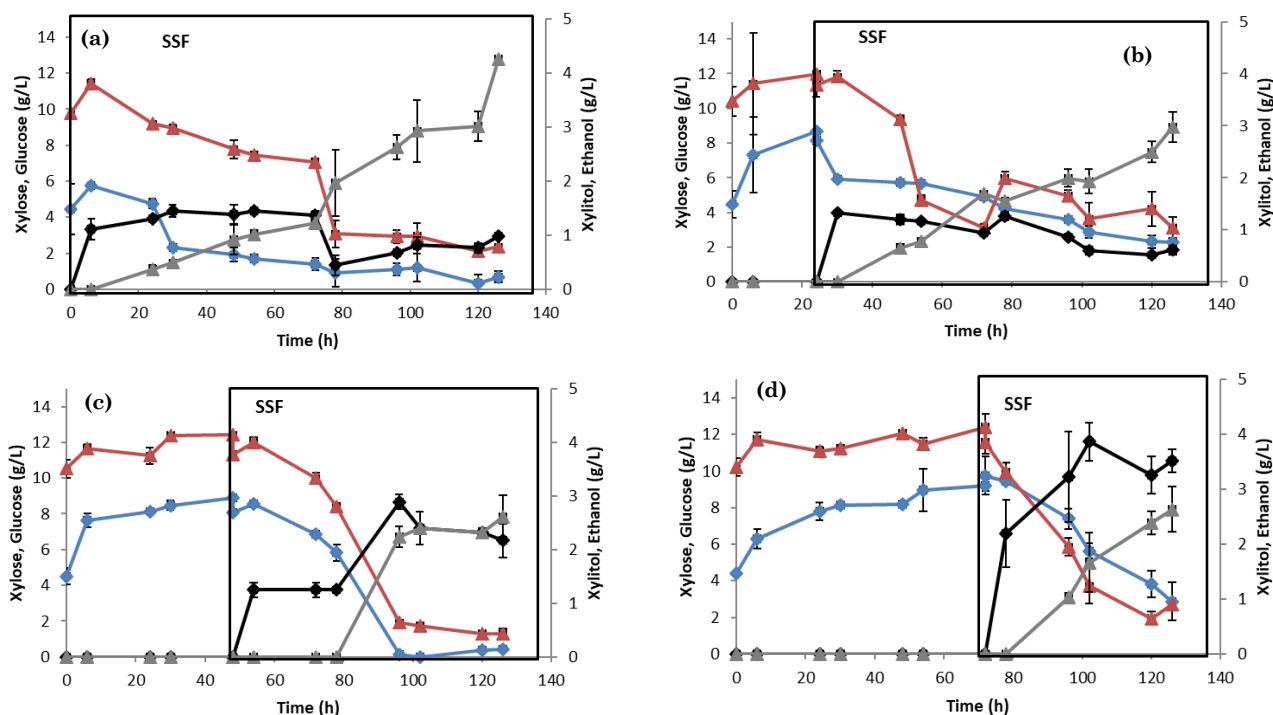 (a) SSF
14 12 10 8 6 4 2 0
5 4 3 2 1 0
Xylose, Glucose (g/L)
Xylitol, Ethanol (g/L)
0 20 40 60 80 100 120 140
Time (h)
SSF (b)
14 12 10 8 6 4 2 0
5 4 3 2 1 0
Xylose, Glucose (g/L)
Xylitol, Ethanol (g/L)
0 20 40 60 80 100 120 140
Time (h)
(c) SSF
14 12 10 8 6 4 2 0
5 4 3 2 1 0
Xylose, Glucose (g/L)
Xylitol, Ethanol (g/L)
0 20 40 60 80 100 120 140
Time (h)
(d) SSF
14 12 10 8 6 4 2 0
5 4 3 2 1 0
Xylose, Glucose (g/L)
Xylitol, Ethanol (g/L)
0 20 40 60 80 100 120 140
Time (h)